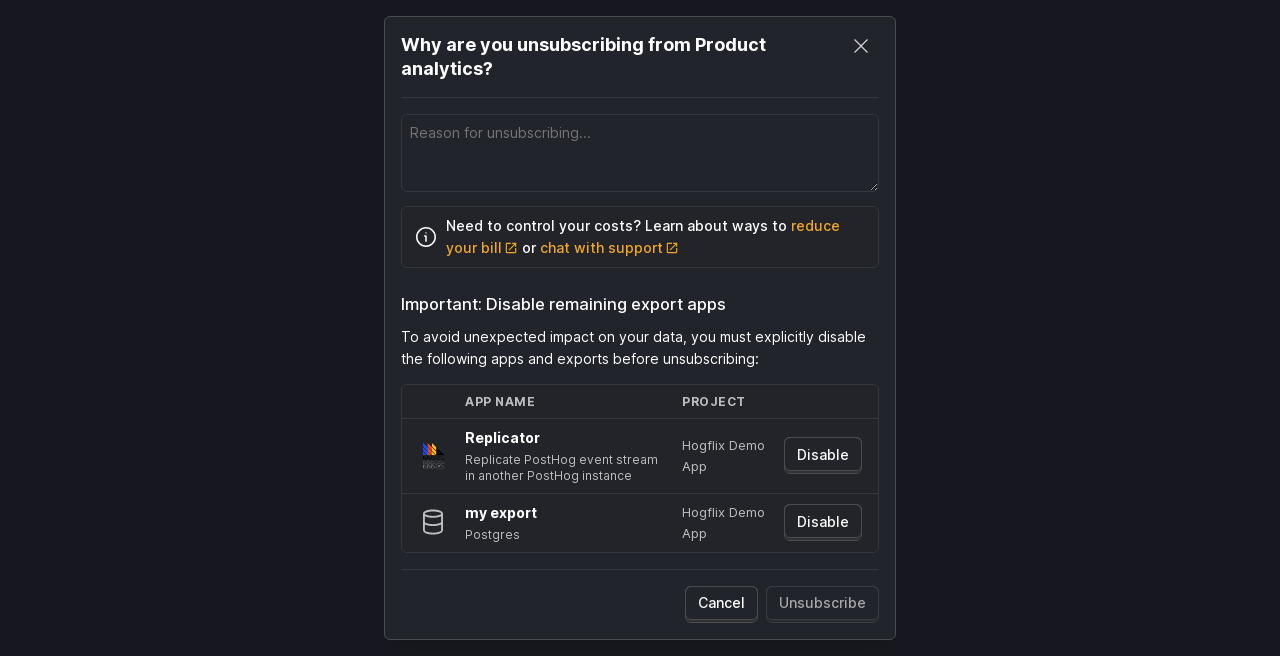 Why are you unsubscribing from Product
analytics?
Reason for unsubscribing...
Need to control your costs? Learn about ways to reduce
your bill or chat with support
Important: Disable remaining export apps
To avoid unexpected impact on your data, you must explicitly disable
the following apps and exports before unsubscribing:
APP NAME PROJECT
Replicator
Replicate PostHog event stream
in another PostHog instance
Hogflix Demo
App
Disable
my export
Postgres
Hogflix Demo
App
Disable
Cancel Unsubscribe